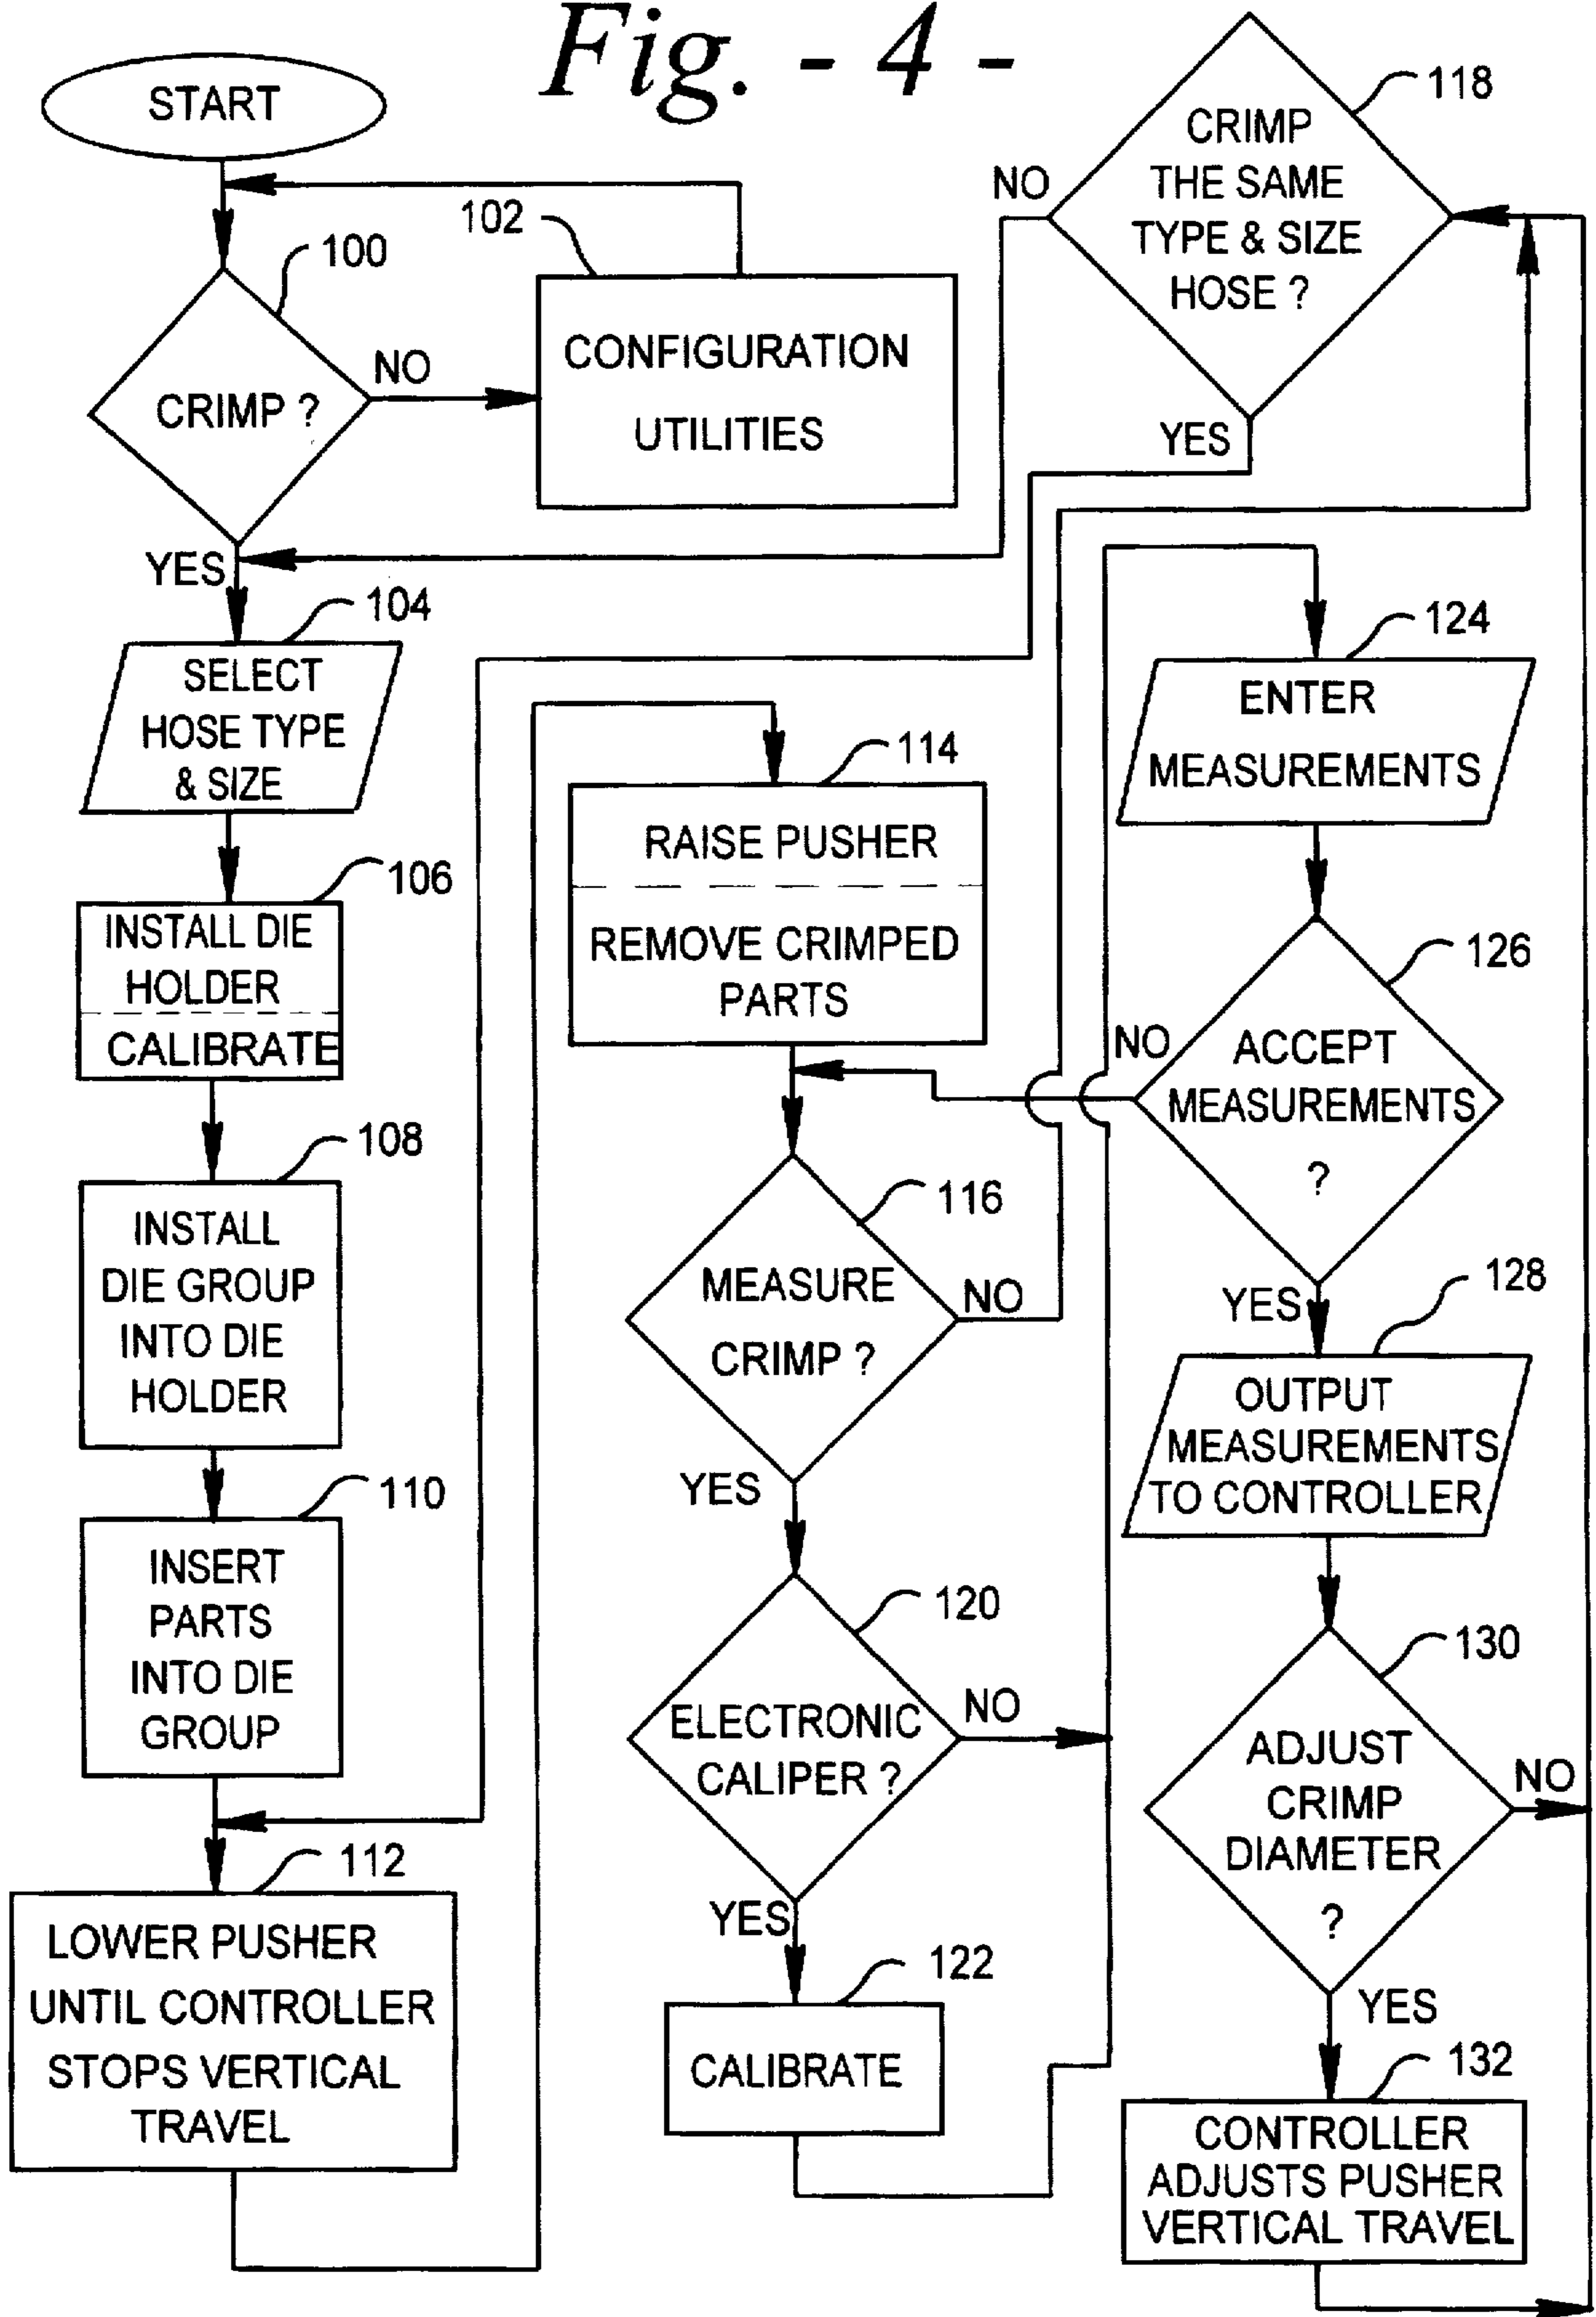 Fig. - 4 -
START
100
CRIMP ?
NO
YES
102
CONFIGURATION
UTILITIES
104
SELECT
HOSE TYPE
& SIZE
106
INSTALL DIE
HOLDER
CALIBRATE
108
INSTALL
DIE GROUP
INTO DIE
HOLDER
110
INSERT
PARTS
INTO DIE
GROUP
112
LOWER PUSHER
UNTIL CONTROLLER
STOPS VERTICAL
TRAVEL
114
RAISE PUSHER
REMOVE CRIMPED
PARTS
116
MEASURE
CRIMP ?
NO
YES
118
CRIMP
THE SAME
TYPE & SIZE
HOSE ?
NO
YES
120
ELECTRONIC
CALIPER ?
NO
YES
122
CALIBRATE
124
ENTER
MEASUREMENTS
126
ACCEPT
MEASUREMENTS
?
NO
YES
128
OUTPUT
MEASUREMENTS
TO CONTROLLER
130
ADJUST
CRIMP
DIAMETER
?
NO
YES
132
CONTROLLER
ADJUSTS PUSHER
VERTICAL TRAVEL